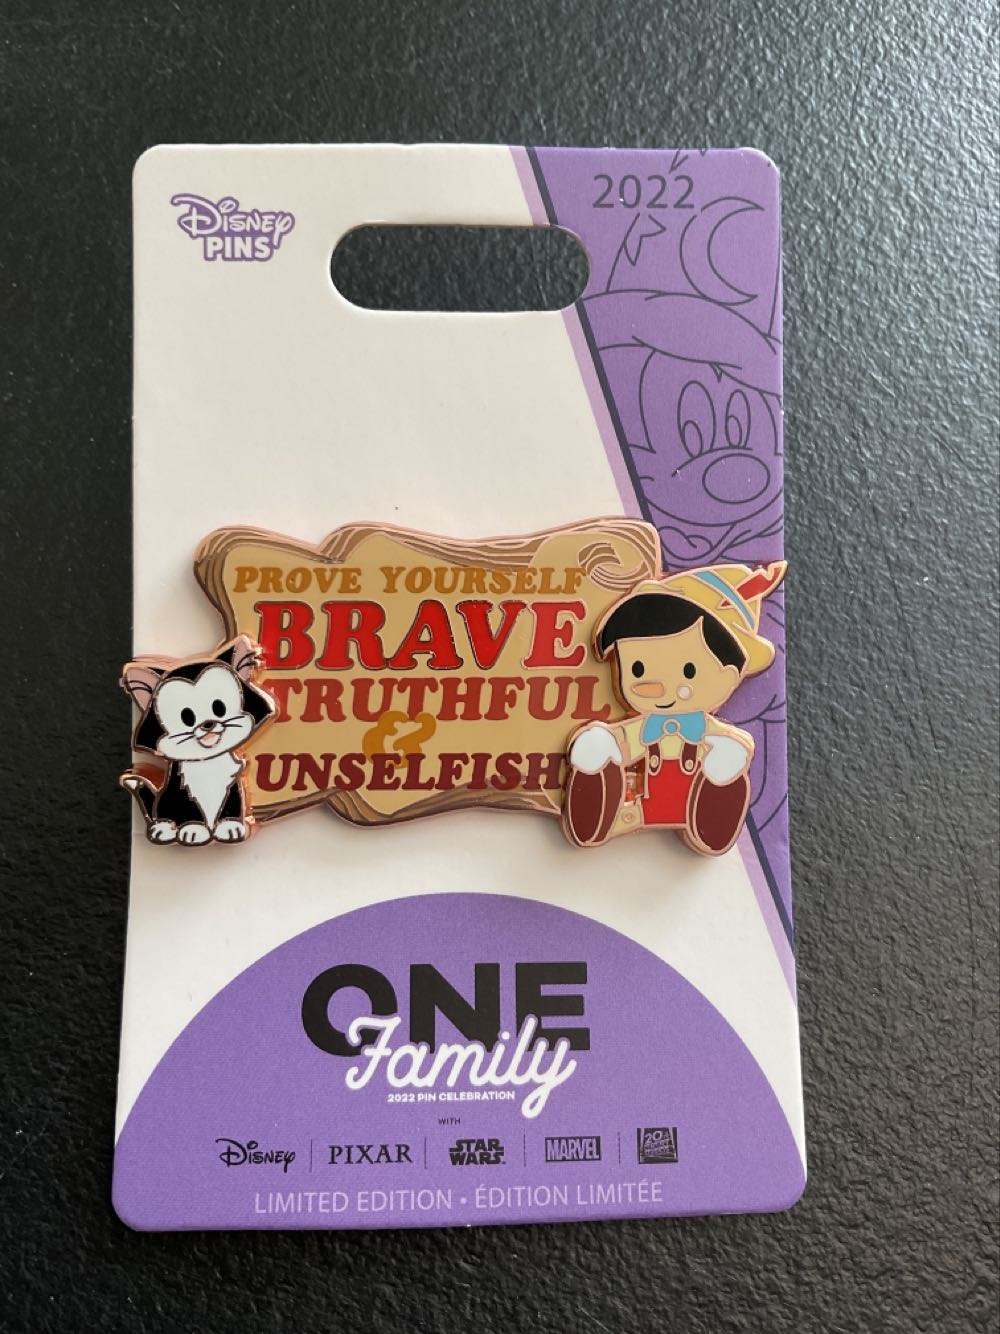 Disney
PINS
2022
PROVE YOURSELF
BRAVE
TRUTHFUL
&
UNSELFISH
ONE
Family
2022 PIN CELEBRATION
WITH
Disney | PIXAR | STAR WARS | MARVEL | 20th
LIMITED EDITION • ÉDITION LIMITÉE